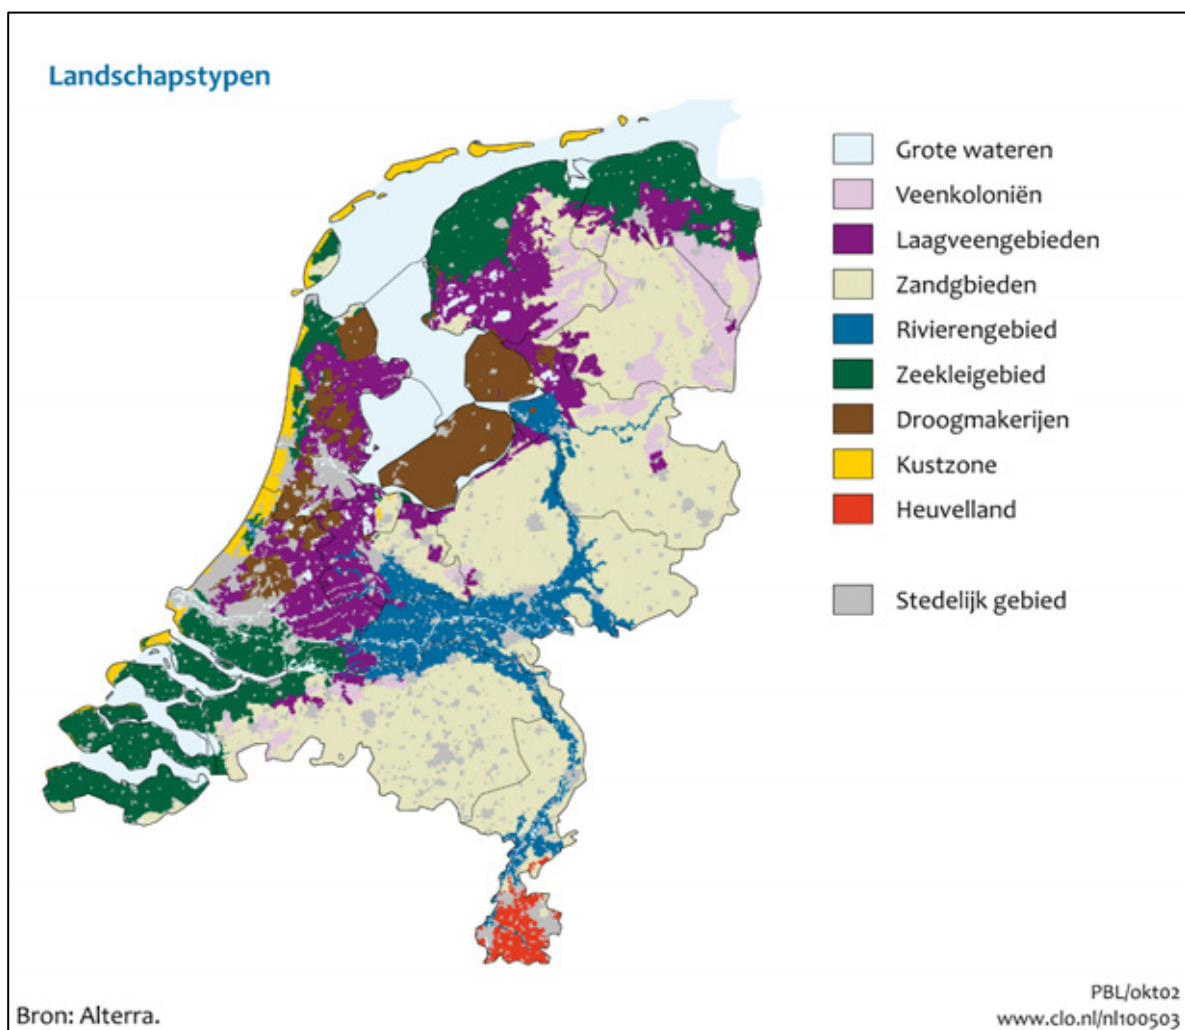 Landschapstypen
Grote wateren
Veenkoloniën
Laagveengebieden
Zandgbieden
Rivierengebied
Zeekleigebied
Droogmakerijen
Kustzone
Heuvelland
Stedelijk gebied
Bron: Alterra.
PBL/okt02
www.clo.nl/nl100503